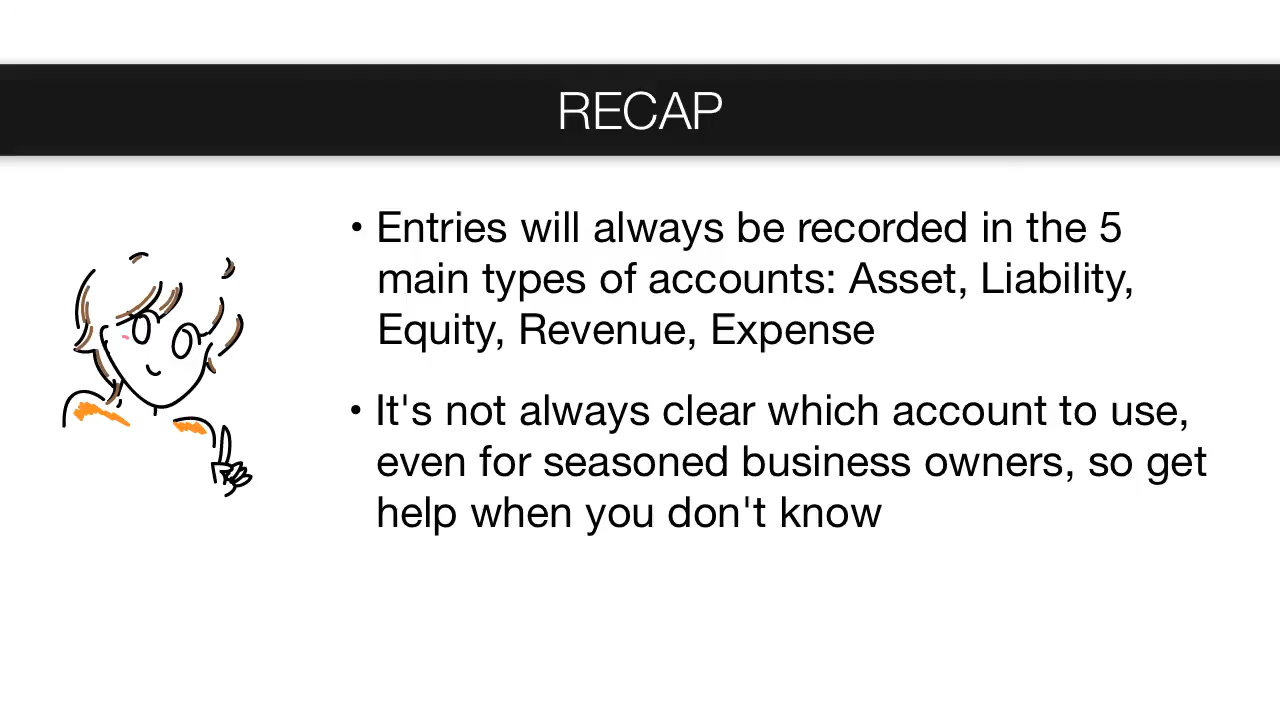 RECAP
• Entries will always be recorded in the 5
main types of accounts: Asset, Liability,
Equity, Revenue, Expense
• It's not always clear which account to use,
even for seasoned business owners, so get
help when you don't know